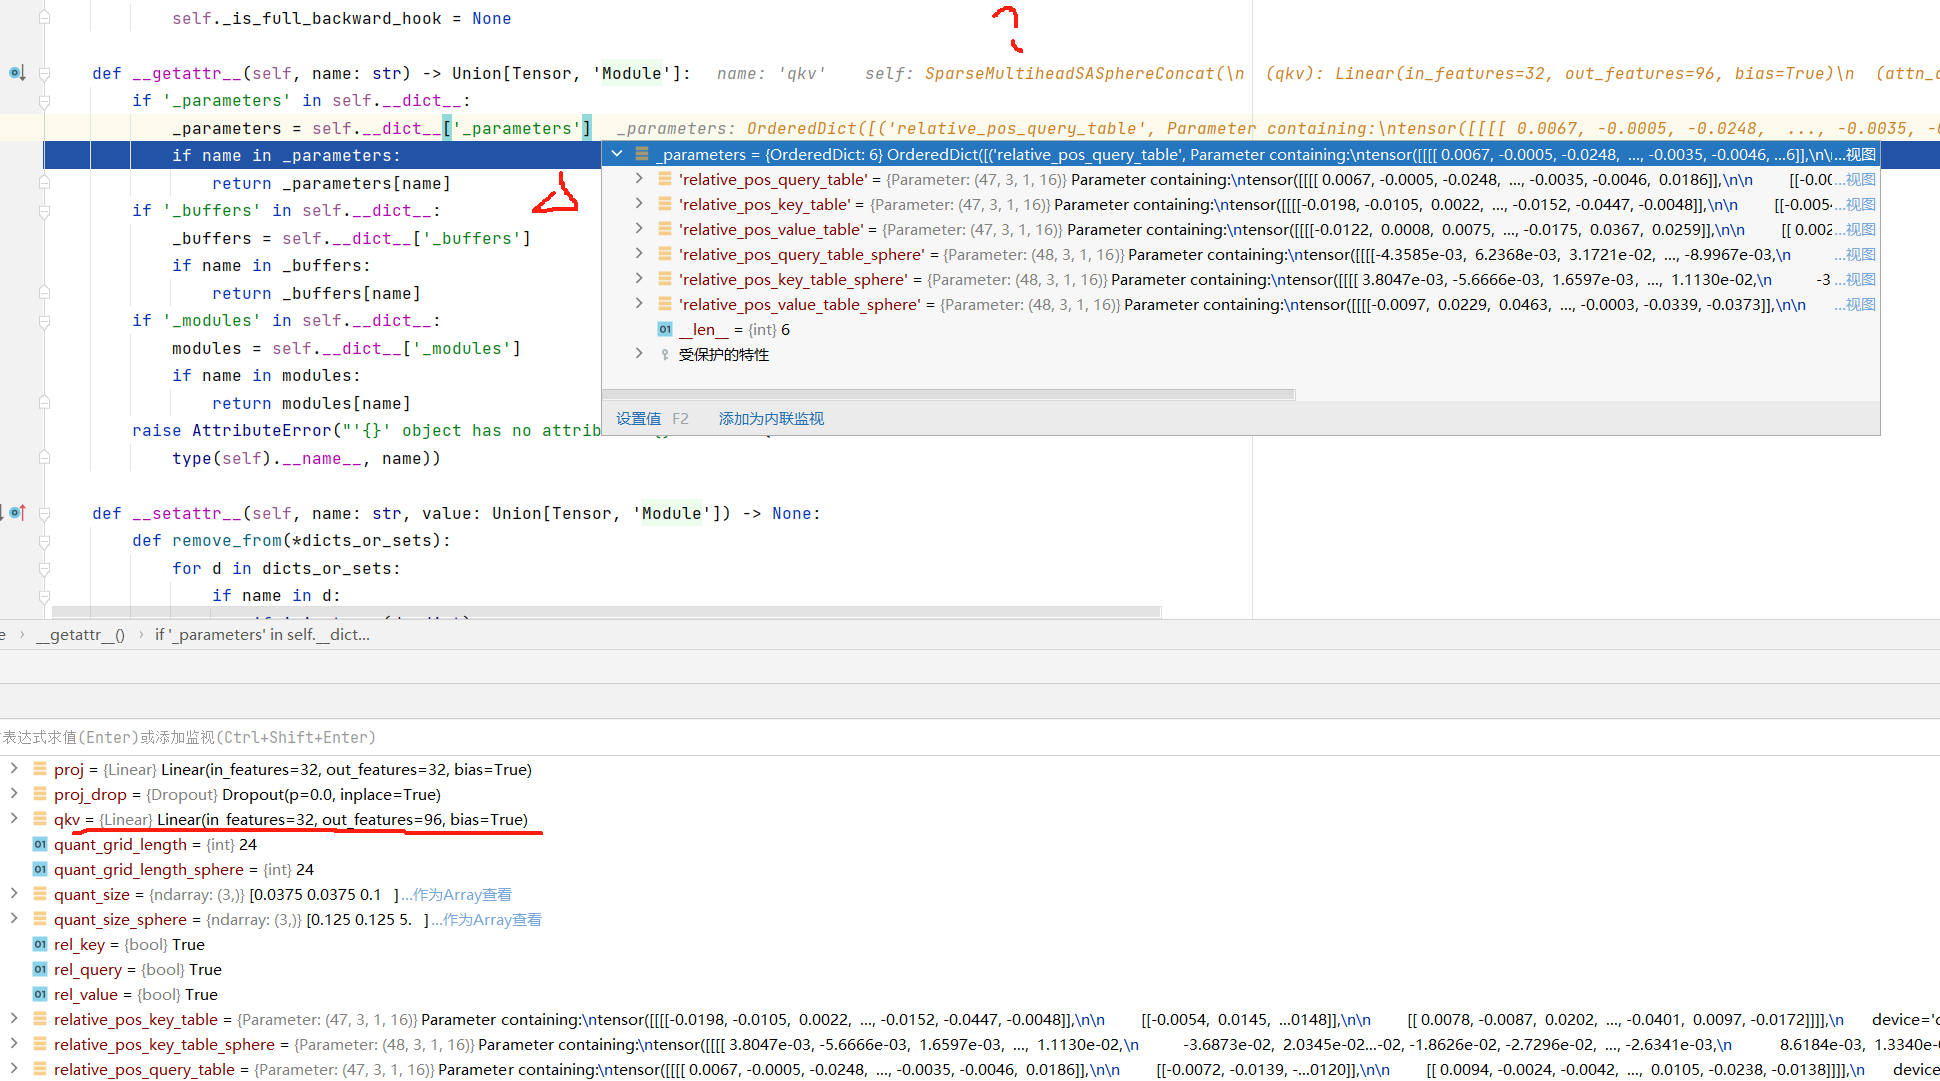 self._is_full_backward_hook = None
def __getattr__(self, name: str) -> Union[Tensor, 'Module']:   name: 'qkv'    self: SparseMultiheadSASphereConcat(\n  (qkv): Linear(in_features=32, out_features=96, bias=True)\n  (attn_
if '_parameters' in self.__dict__:
_parameters = self.__dict__['_parameters']   _parameters: OrderedDict([('relative_pos_query_table', Parameter containing:\ntensor([[[[ 0.0067, -0.0005, -0.0248,  ..., -0.0035,
if name in _parameters:
return _parameters[name]
if '_buffers' in self.__dict__:
_buffers = self.__dict__['_buffers']
if name in _buffers:
return _buffers[name]
if '_modules' in self.__dict__:
modules = self.__dict__['_modules']
if name in modules:
return modules[name]
raise AttributeError("'{}' object has no attrib
type(self).__name__, name))
_parameters = {OrderedDict: 6} OrderedDict([('relative_pos_query_table', Parameter containing:\ntensor([[[[ 0.0067, -0.0005, -0.0248,  ..., -0.0035, -0.0046, ...6]],\n\n...视图
'relative_pos_query_table' = {Parameter: (47, 3, 1, 16)} Parameter containing:\ntensor([[[[ 0.0067, -0.0005, -0.0248,  ..., -0.0035, -0.0046,  0.0186]],\n\n        [[-0.00...视图
'relative_pos_key_table' = {Parameter: (47, 3, 1, 16)} Parameter containing:\ntensor([[[[-0.0198, -0.0105,  0.0022,  ..., -0.0152, -0.0447, -0.0048]],\n\n        [[-0.0054...视图
'relative_pos_value_table' = {Parameter: (47, 3, 1, 16)} Parameter containing:\ntensor([[[[-0.0122,  0.0008,  0.0075,  ..., -0.0175,  0.0367,  0.0259]],\n\n        [[ 0.002...视图
'relative_pos_query_table_sphere' = {Parameter: (48, 3, 1, 16)} Parameter containing:\ntensor([[[[-4.3585e-03,  6.2368e-03,  3.1721e-02,  ..., -8.9967e-03,\n        ...视图
'relative_pos_key_table_sphere' = {Parameter: (48, 3, 1, 16)} Parameter containing:\ntensor([[[[ 3.8047e-03, -5.6666e-03,  1.6597e-03,  ...,  1.1130e-02,\n        -3 ...视图
'relative_pos_value_table_sphere' = {Parameter: (48, 3, 1, 16)} Parameter containing:\ntensor([[[[-0.0097,  0.0229,  0.0463,  ..., -0.0003, -0.0339, -0.0373]],\n\n        ...视图
__len__ = {int} 6
受保护的特性
设置值 F2   添加为内联监视
def __setattr__(self, name: str, value: Union[Tensor, 'Module']) -> None:
def remove_from(*dicts_or_sets):
for d in dicts_or_sets:
if name in d:
e › __getattr__() › if '_parameters' in self.__dict...
表达式求值(Enter)或添加监视(Ctrl+Shift+Enter)
proj = {Linear} Linear(in_features=32, out_features=32, bias=True)
proj_drop = {Dropout} Dropout(p=0.0, inplace=True)
qkv = {Linear} Linear(in_features=32, out_features=96, bias=True)
quant_grid_length = {int} 24
quant_grid_length_sphere = {int} 24
quant_size = {ndarray: (3,)} [0.0375 0.0375 0.1   ]...作为Array查看
quant_size_sphere = {ndarray: (3,)} [0.125 0.125 5.   ]...作为Array查看
rel_key = {bool} True
rel_query = {bool} True
rel_value = {bool} True
relative_pos_key_table = {Parameter: (47, 3, 1, 16)} Parameter containing:\ntensor([[[[-0.0198, -0.0105,  0.0022,  ..., -0.0152, -0.0447, -0.0048]],\n\n        [[-0.0054,  0.0145, ...0148]],\n\n        [[ 0.0078, -0.0087,  0.0202,  ..., -0.0401,  0.0097, -0.0172]]]],\n       device='c
relative_pos_key_table_sphere = {Parameter: (48, 3, 1, 16)} Parameter containing:\ntensor([[[[ 3.8047e-03, -5.6666e-03,  1.6597e-03,  ...,  1.1130e-02,\n          -3.6873e-02,  2.0345e-02...-02, -1.8626e-02, -2.7296e-02,  ..., -2.6341e-03,\n           8.6184e-03,  1.3340e-0
relative_pos_query_table = {Parameter: (47, 3, 1, 16)} Parameter containing:\ntensor([[[[ 0.0067, -0.0005, -0.0248,  ..., -0.0035, -0.0046,  0.0186]],\n\n        [[-0.0072, -0.0139, -...0120]],\n\n        [[ 0.0094, -0.0024, -0.0042,  ...,  0.0105, -0.0238, -0.0138]]]],\n       device